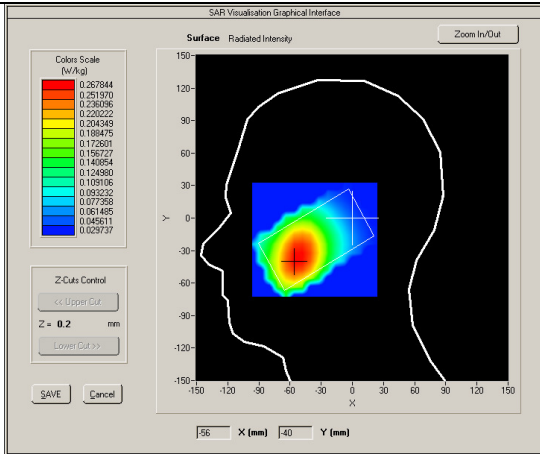 SAR Visualisation Graphical Interface
Surface Radiated Intensity
Zoom In/Out
Colors Scale
(W/kg)
0.267844
0.251970
0.236096
0.220222
0.204349
0.188475
0.172601
0.156727
0.140854
0.124980
0.109106
0.093232
0.077358
0.061485
0.045611
0.029737
Z-Cuts Control
<< Upper Cut
Z = 0.2 mm
Lower Cut >>
SAVE Cancel
150
120
90
60
30
0
-30
-60
-90
-120
-150
Y
-150 -120 -90 -60 -30 0 30 60 90 120 150
X
-56 X (mm) -40 Y (mm)